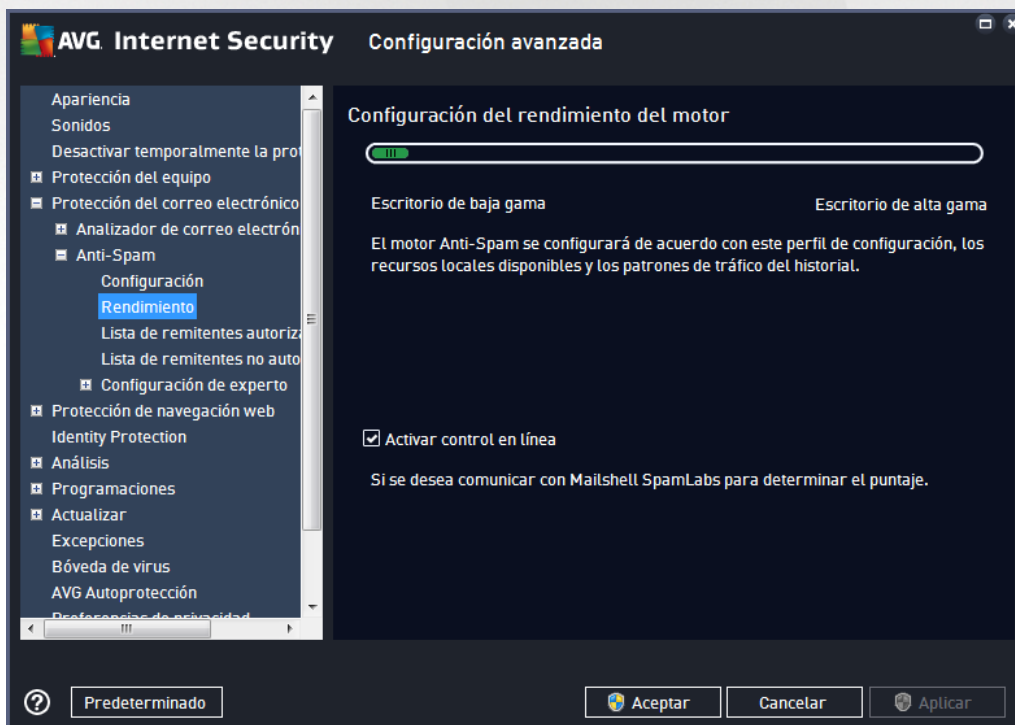 AVG. Internet Security Configuración avanzada
Apariencia
Sonidos
Desactivar temporalmente la prot
Protección del equipo
Protección del correo electrónico
Analizador de correo electrón
Anti-Spam
Configuración
Rendimiento
Lista de remitentes autoriza
Lista de remitentes no auto
Configuración de experto
Protección de navegación web
Identity Protection
Análisis
Programaciones
Actualizar
Excepciones
Bóveda de virus
AVG Autoprotección
Preferencias de privacidad
Configuración del rendimiento del motor
Escritorio de baja gama Escritorio de alta gama
El motor Anti-Spam se configurará de acuerdo con este perfil de configuración, los
recursos locales disponibles y los patrones de tráfico del historial.
Activar control en línea
Si se desea comunicar con Mailshell SpamLabs para determinar el puntaje.
Predeterminado Aceptar Cancelar Aplicar